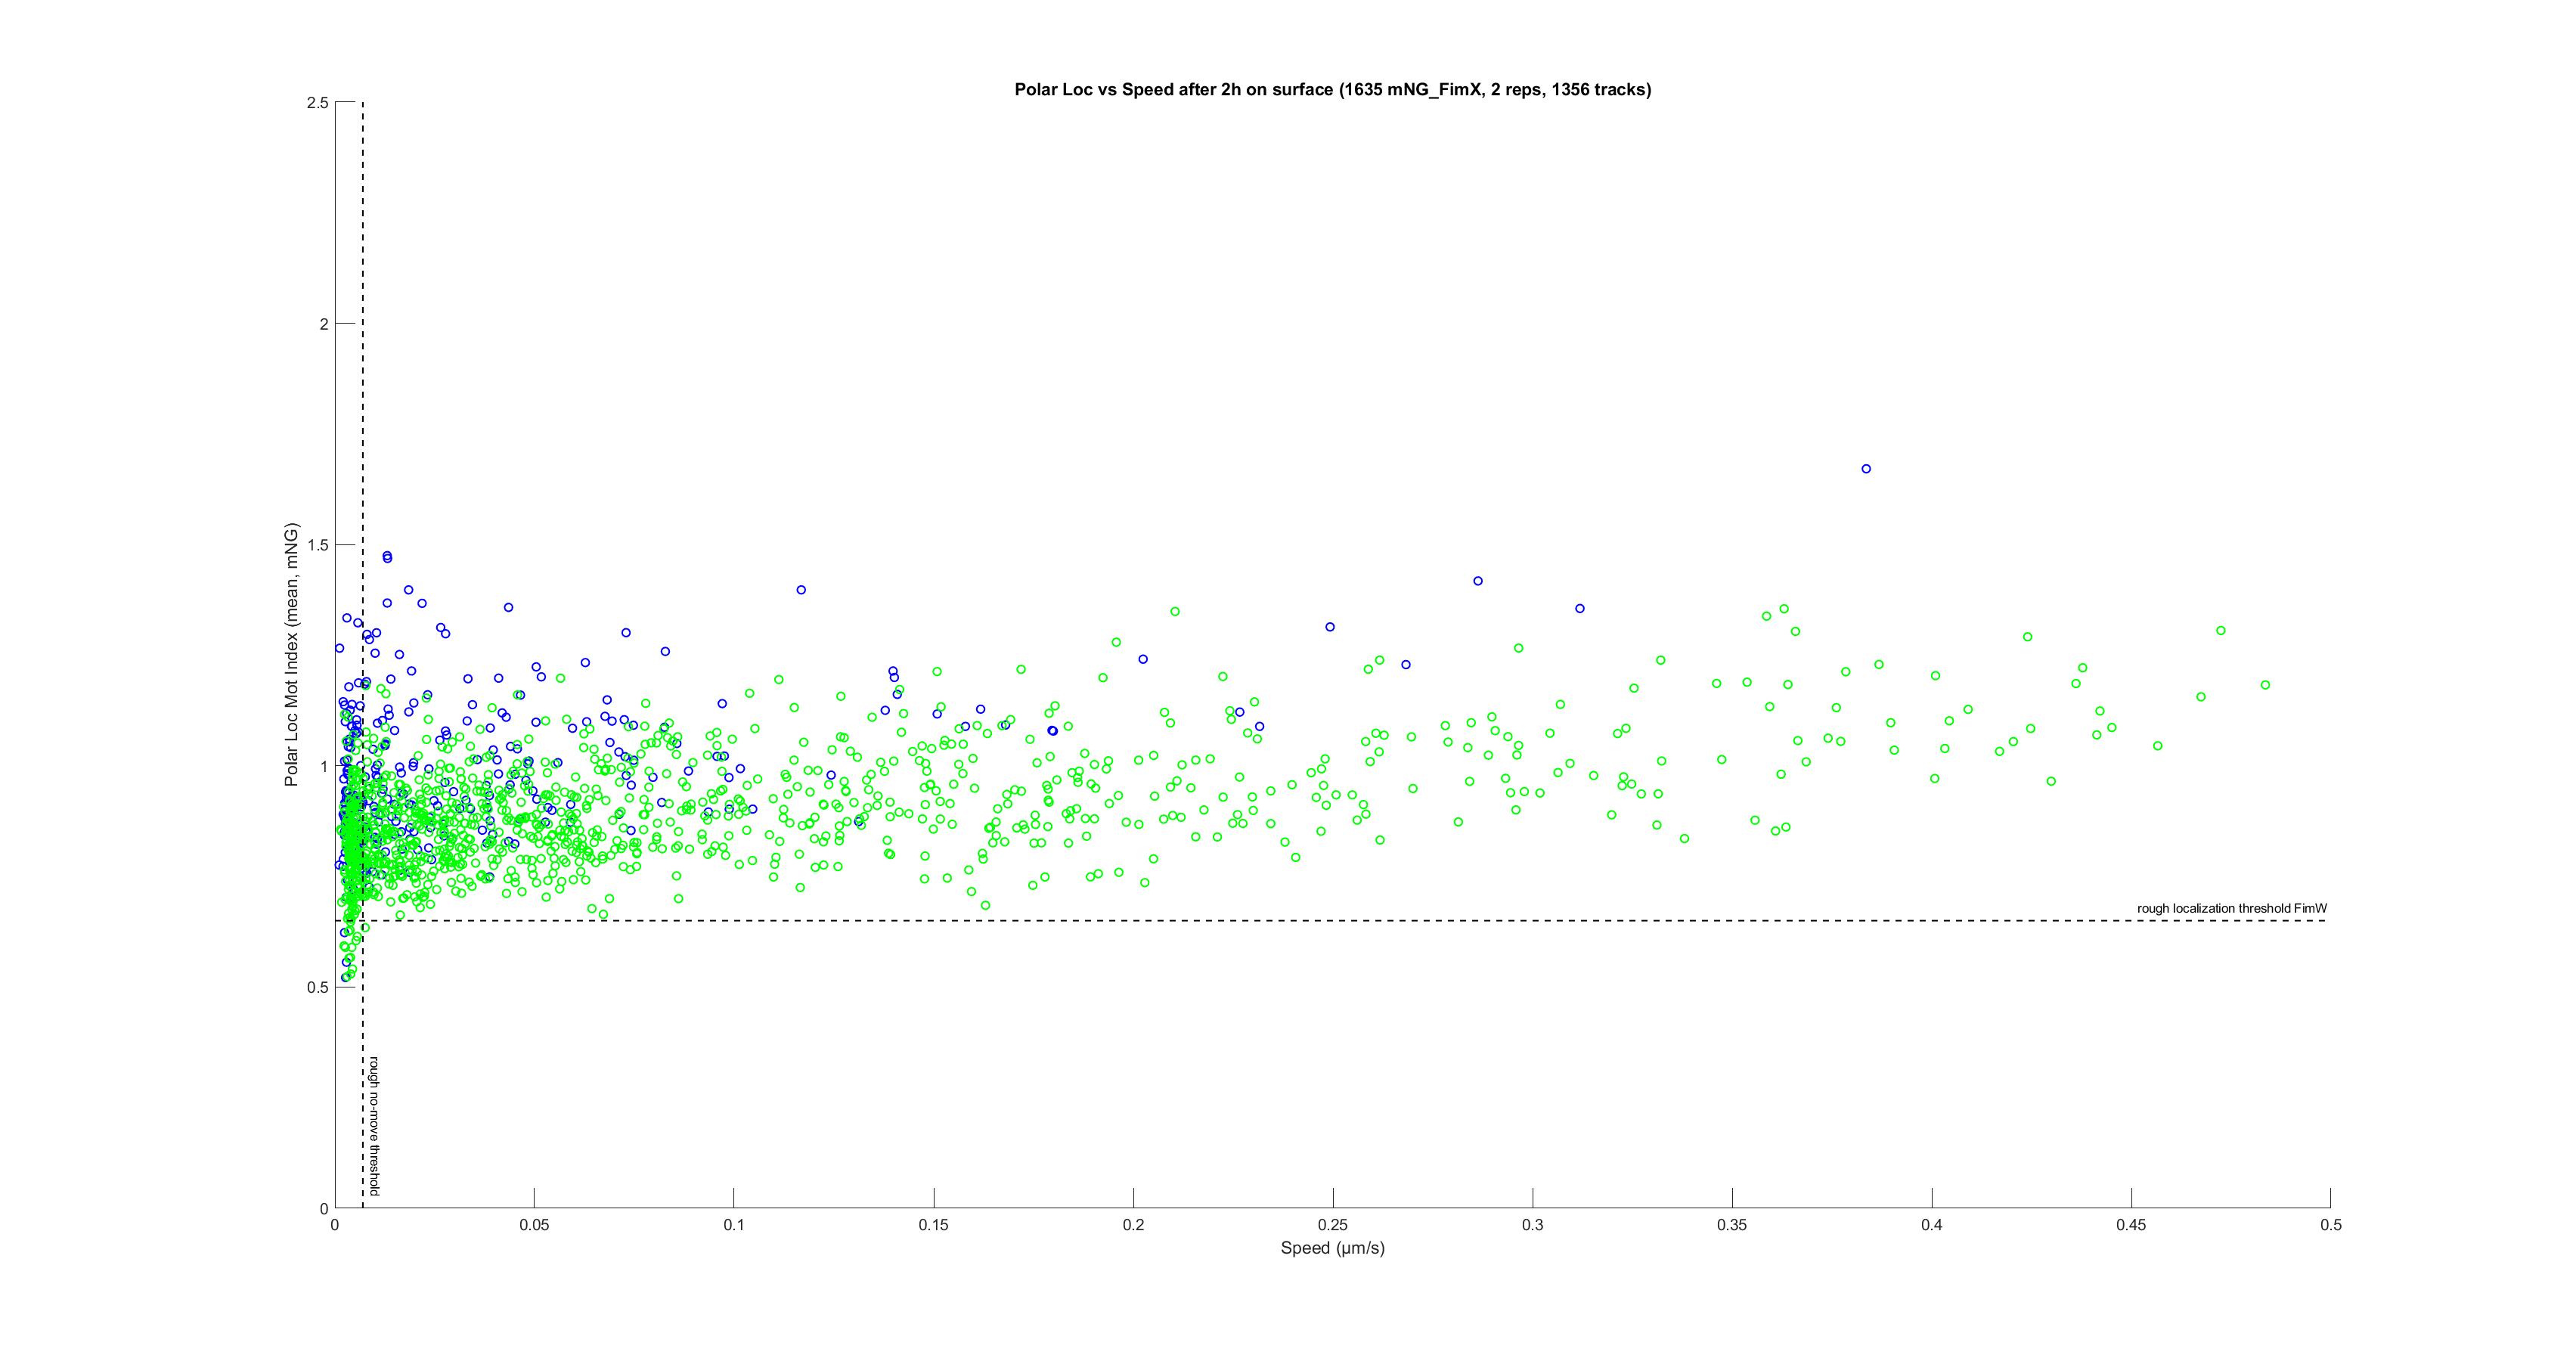 Polar Loc vs Speed after 2h on surface (1635 mNG_FimX, 2 reps, 1356 tracks)
2.5
2
1.5
1
0.5
0
Polar Loc Mot Index (mean, mNG)
rough localization threshold FimW
rough no-move threshold
0 0.05 0.1 0.15 0.2 0.25 0.3 0.35 0.4 0.45 0.5
Speed (µm/s)